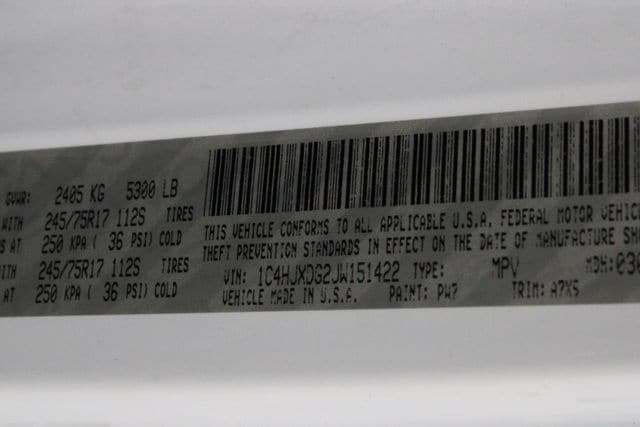 GVWR: 2405 KG 5300 LB
WITH 245/75R17 112S TIRES
S AT 250 KPA ( 36 PSI) COLD
WITH 245/75R17 112S TIRES
AT 250 KPA ( 36 PSI) COLD
THIS VEHICLE CONFORMS TO ALL APPLICABLE U.S.A. FEDERAL MOTOR VEHIC
THEFT PREVENTION STANDARDS IN EFFECT ON THE DATE OF MANUFACTURE SH
VIN: 1C4HJXDG2JW151422 TYPE: MPV MDH:030
VEHICLE MADE IN U.S.A. PAINT: PW7 TRIM: A7X5